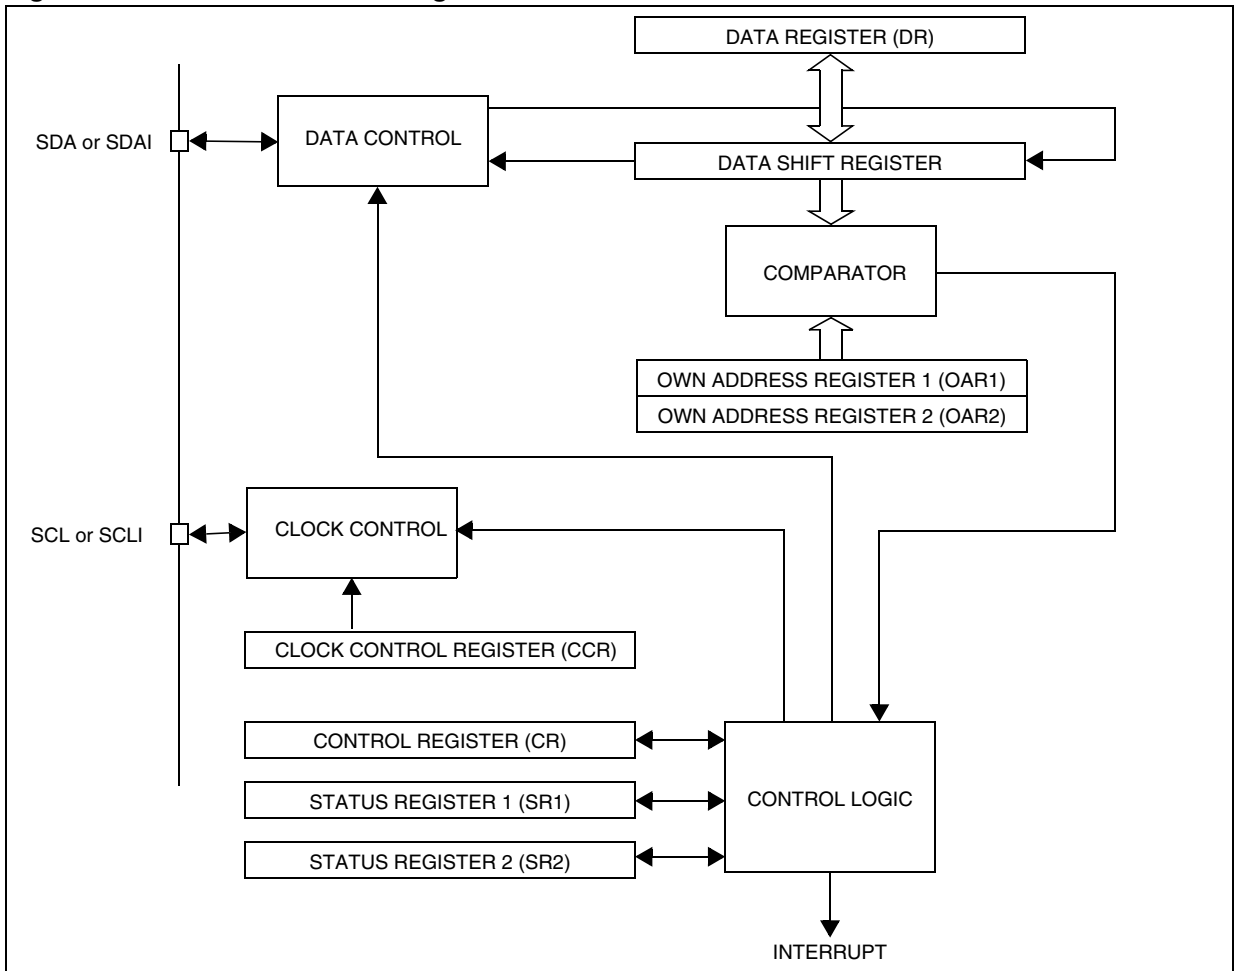 DATA REGISTER (DR)
SDA or SDAI
DATA CONTROL
DATA SHIFT REGISTER
COMPARATOR
OWN ADDRESS REGISTER 1 (OAR1)
OWN ADDRESS REGISTER 2 (OAR2)
SCL or SCLI
CLOCK CONTROL
CLOCK CONTROL REGISTER (CCR)
CONTROL REGISTER (CR)
STATUS REGISTER 1 (SR1)
CONTROL LOGIC
STATUS REGISTER 2 (SR2)
INTERRUPT